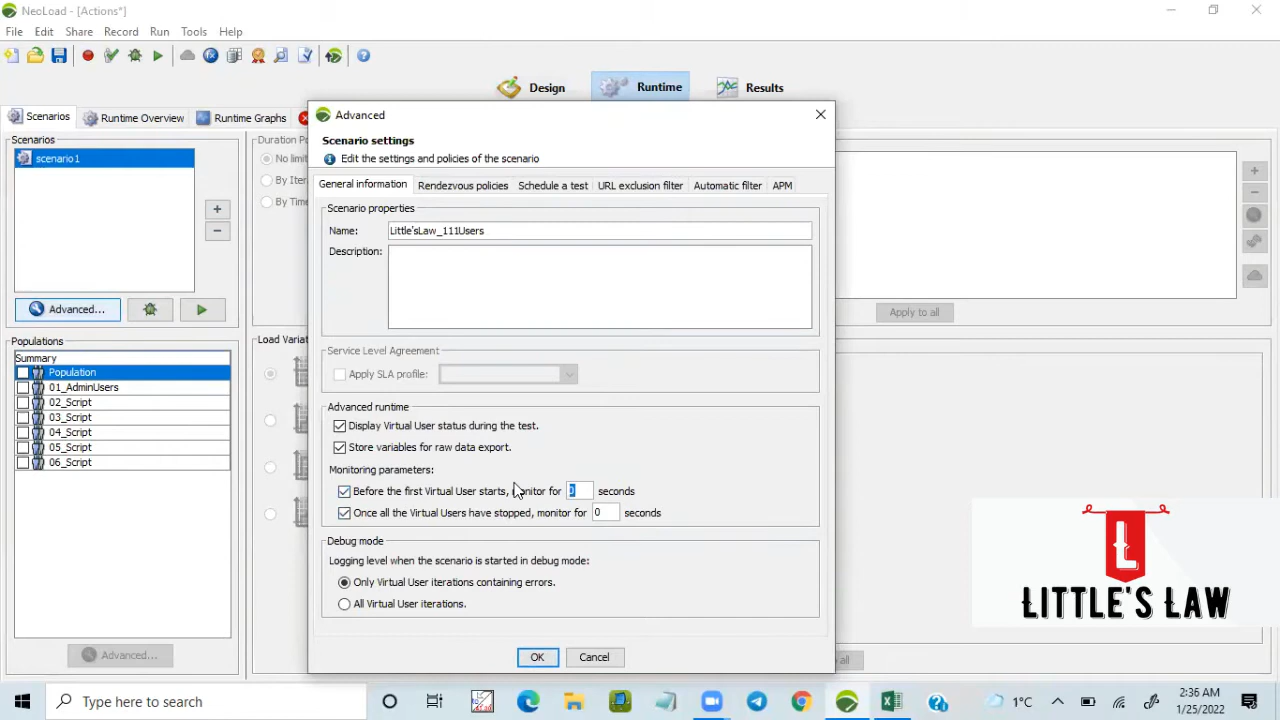 NeoLoad - [Actions*]
File Edit Share Record Run Tools Help
Design Runtime Results
Scenarios Runtime Overview Runtime Graphs
Advanced
Scenario settings
Edit the settings and policies of the scenario
General information Rendezvous policies Schedule a test URL exclusion filter Automatic filter APM
Scenarios
scenario1
+
-
Advanced...
Populations
Summary
Population
01_AdminUsers
02_Script
03_Script
04_Script
05_Script
06_Script
Advanced...
No limit
Scenario properties
Name: Little'sLaw_111Users
Description:
Service Level Agreement
Apply SLA profile:
Advanced runtime
Display Virtual User status during the test.
Store variables for raw data export.
Monitoring parameters:
Before the first Virtual User starts, monitor for 0 seconds
Once all the Virtual Users have stopped, monitor for 0 seconds
Debug mode
Logging level when the scenario is started in debug mode:
Only Virtual User iterations containing errors.
All Virtual User iterations.
OK Cancel
+
-
Apply to all
all
L
LITTLE'S LAW
Type here to search
1°C
2:36 AM
1/25/2022